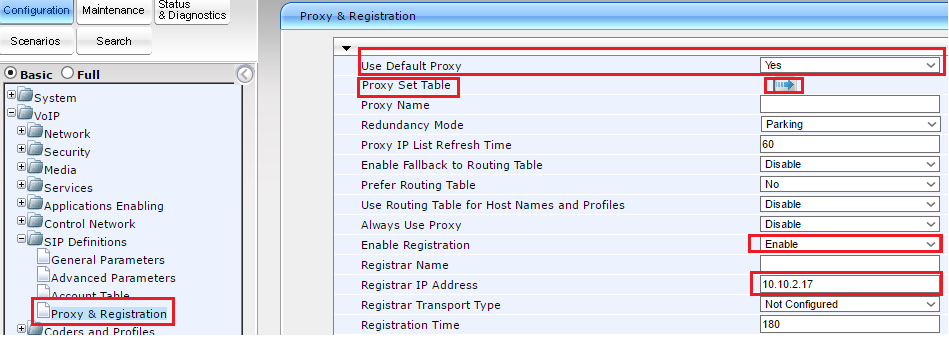 Configuration
Maintenance
Status
& Diagnostics
Scenarios
Search
Basic
Full
System
VoIP
Network
Security
Media
Services
Applications Enabling
Control Network
SIP Definitions
General Parameters
Advanced Parameters
Account Table
Proxy & Registration
Coders and Profiles
Proxy & Registration
Use Default Proxy Yes
Proxy Set Table
Proxy Name
Redundancy Mode Parking
Proxy IP List Refresh Time 60
Enable Fallback to Routing Table Disable
Prefer Routing Table No
Use Routing Table for Host Names and Profiles Disable
Always Use Proxy Disable
Enable Registration Enable
Registrar Name
Registrar IP Address 10.10.2.17
Registrar Transport Type Not Configured
Registration Time 180